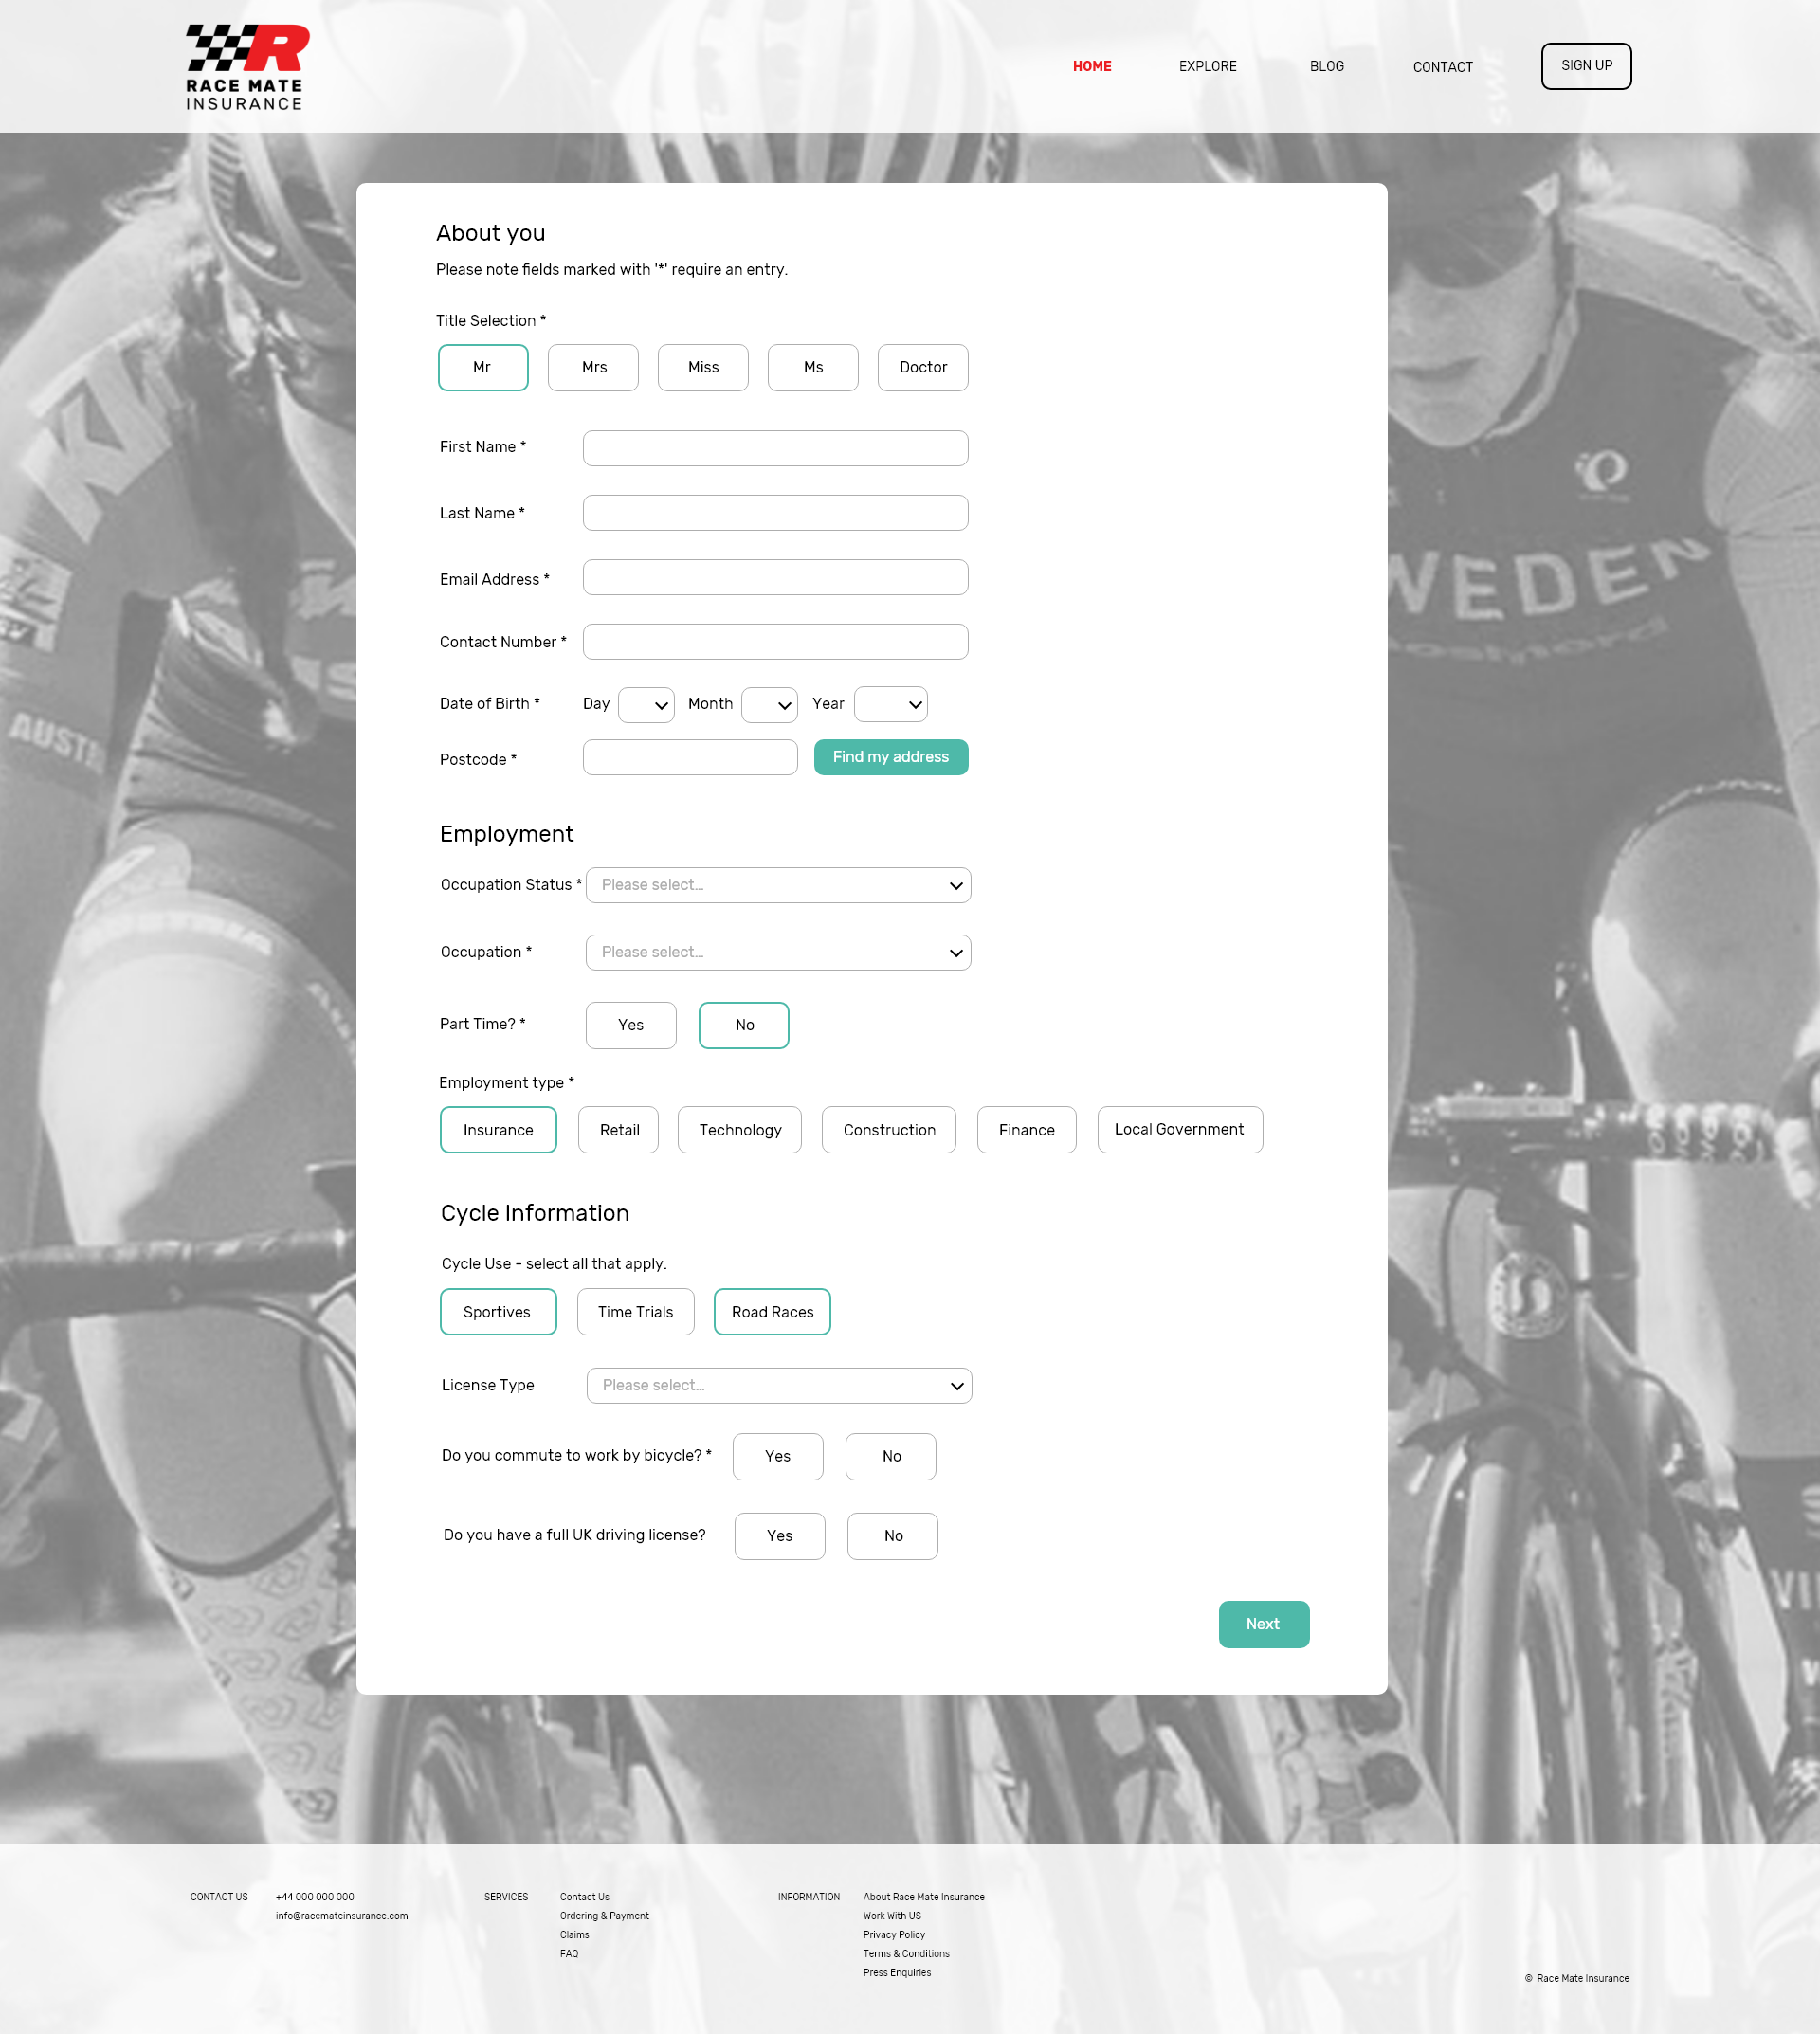 R
RACE MATE
INSURANCE
HOME EXPLORE BLOG CONTACT SIGN UP
SWE
About you
Please note fields marked with '*' require an entry.
Title Selection *
Mr Mrs Miss Ms Doctor
First Name *
Last Name *
Email Address *
Contact Number *
Date of Birth * Day Month Year
Postcode * Find my address
Employment
Occupation Status * Please select...
Occupation * Please select...
Part Time? * Yes No
Employment type *
Insurance Retail Technology Construction Finance Local Government
Cycle Information
Cycle Use - select all that apply.
Sportives Time Trials Road Races
License Type Please select...
Do you commute to work by bicycle? * Yes No
Do you have a full UK driving license? Yes No
Next
WEDEN
AUST
CONTACT US +44 000 000 000
info@racemateinsurance.com
SERVICES Contact Us
Ordering & Payment
Claims
FAQ
INFORMATION About Race Mate Insurance
Work With US
Privacy Policy
Terms & Conditions
Press Enquiries
© Race Mate Insurance